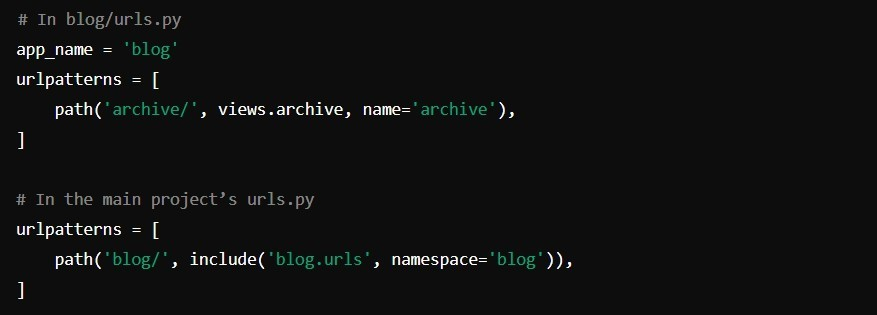 # In blog/urls.py
app_name = 'blog'
urlpatterns = [
    path('archive/', views.archive, name='archive'),
]

# In the main project’s urls.py
urlpatterns = [
    path('blog/', include('blog.urls', namespace='blog')),
]